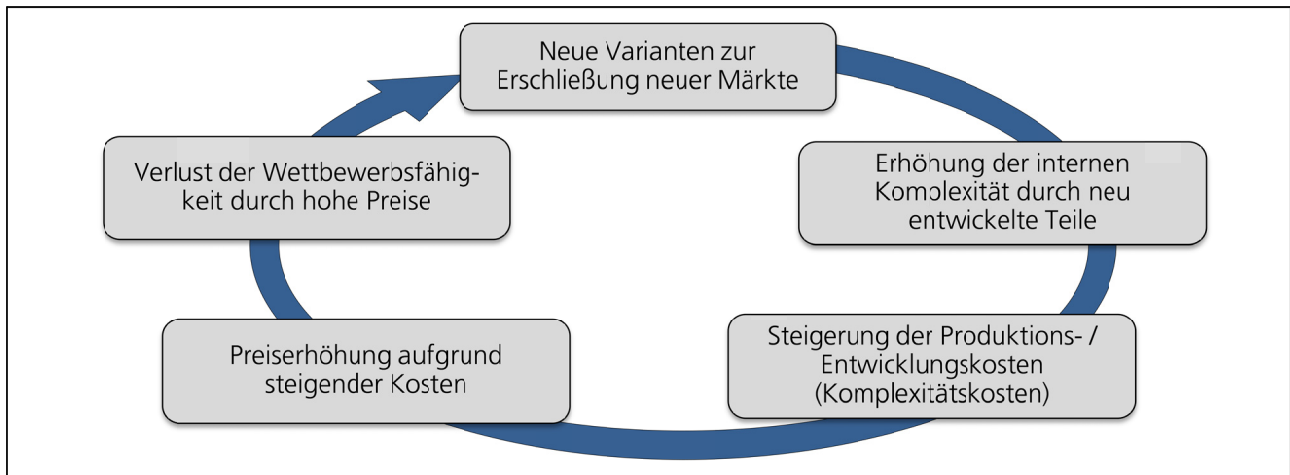 Neue Varianten zur
Erschließung neuer Märkte
Erhöhung der internen
Komplexität durch neu
entwickelte Teile
Steigerung der Produktions- /
Entwicklungskosten
(Komplexitätskosten)
Preiserhöhung aufgrund
steigender Kosten
Verlust der Wettbewerbsfähig-
keit durch hohe Preise